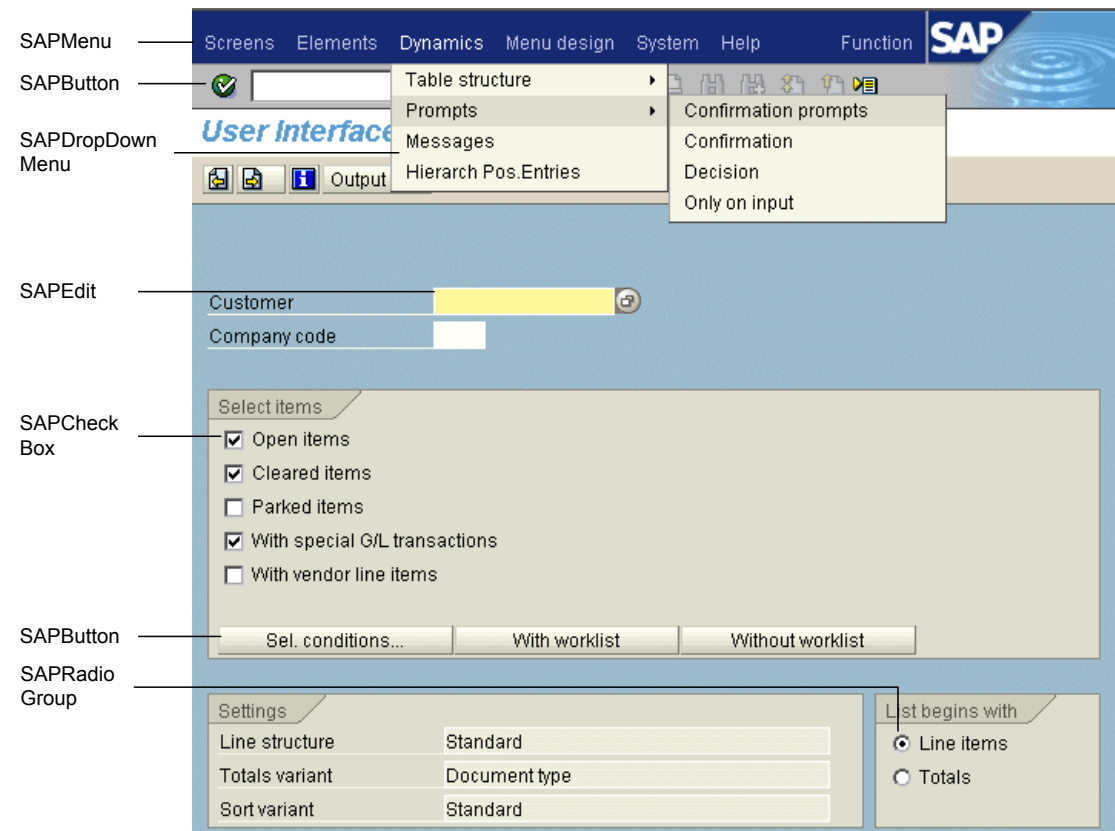 SAPMenu
Screens Elements Dynamics Menu design System Help Function SAP
SAPButton
Table structure
Prompts
Confirmation prompts
User Interface
SAPDropDown
Menu
Messages
Confirmation
Output
Hierarch Pos.Entries
Decision
Only on input
SAPEdit
Customer
Company code
Select items
SAPCheck
Box
Open items
Cleared items
Parked items
With special G/L transactions
With vendor line items
SAPButton
Sel. conditions... With worklist Without worklist
SAPRadio
Group
Settings
List begins with
Line structure Standard
Line items
Totals variant Document type
Totals
Sort variant Standard